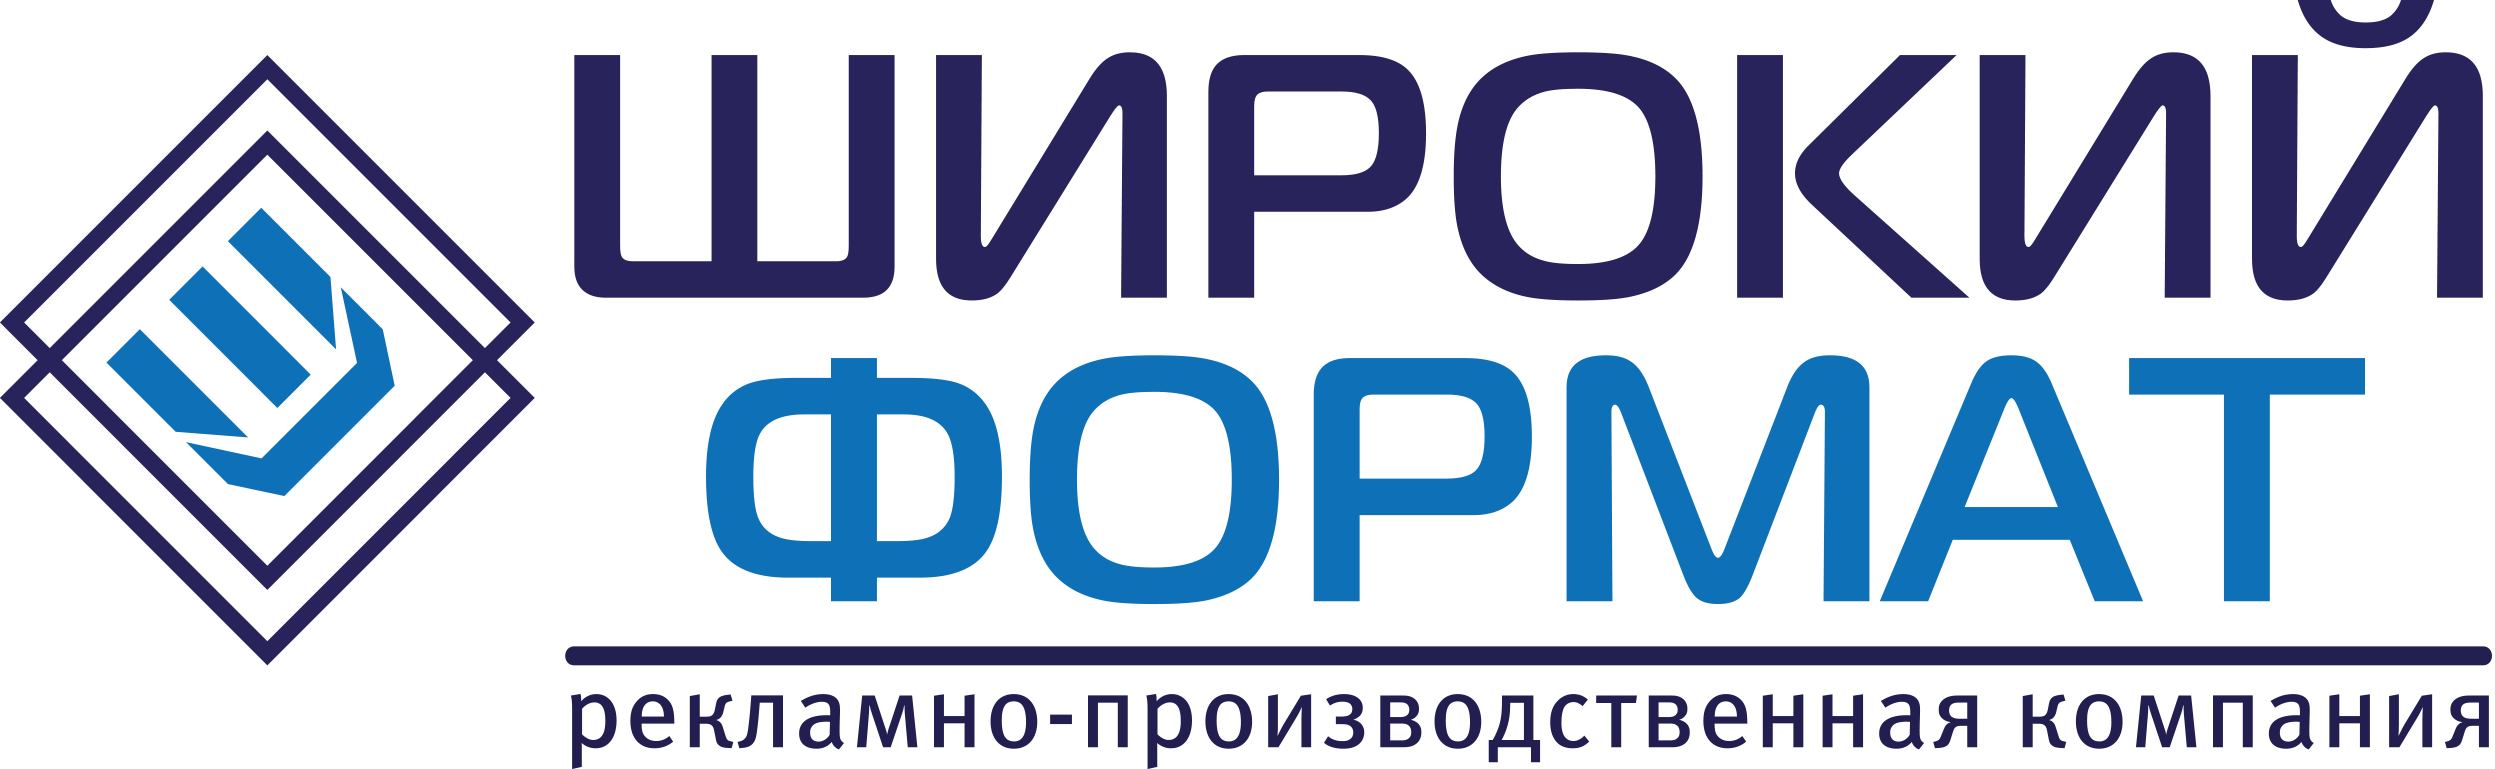 ШИРОКИЙ
ФОРМАТ
рекламно-производственная компания